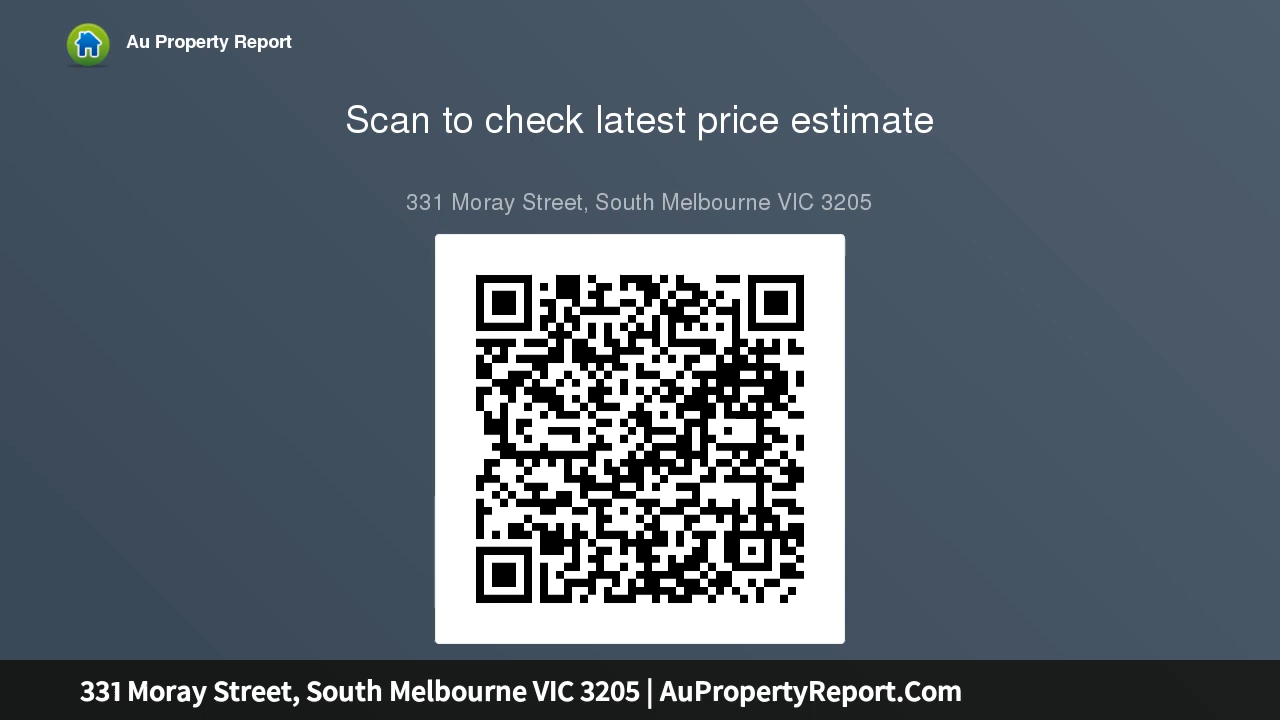 Au Property Report
Scan to check latest price estimate
331 Moray Street, South Melbourne VIC 3205
331 Moray Street, South Melbourne VIC 3205 | AuPropertyReport.Com